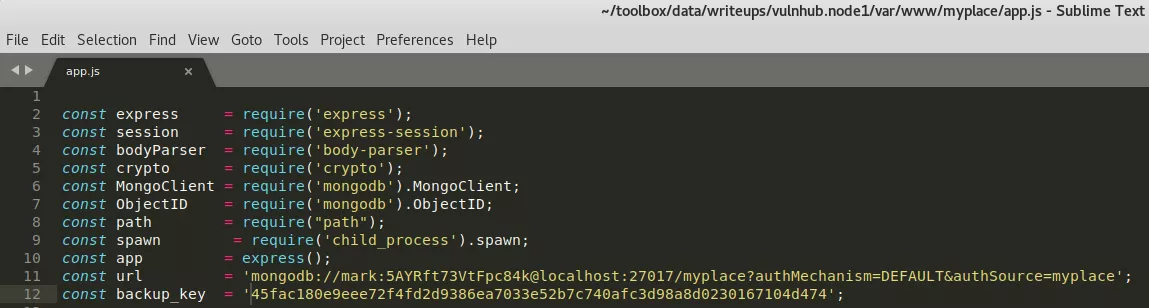 ~/toolbox/data/writeups/vulnhub.node1/var/www/myplace/app.js - Sublime Text
File Edit Selection Find View Goto Tools Project Preferences Help
app.js ×
1
2 const express = require('express');
3 const session = require('express-session');
4 const bodyParser = require('body-parser');
5 const crypto = require('crypto');
6 const MongoClient = require('mongodb').MongoClient;
7 const ObjectID = require('mongodb').ObjectID;
8 const path = require("path");
9 const spawn = require('child_process').spawn;
10 const app = express();
11 const url = 'mongodb://mark:5AYRft73VtFpc84k@localhost:27017/myplace?authMechanism=DEFAULT&authSource=myplace';
12 const backup_key = '45fac180e9eee72f4fd2d9386ea7033e52b7c740afc3d98a8d0230167104d474';